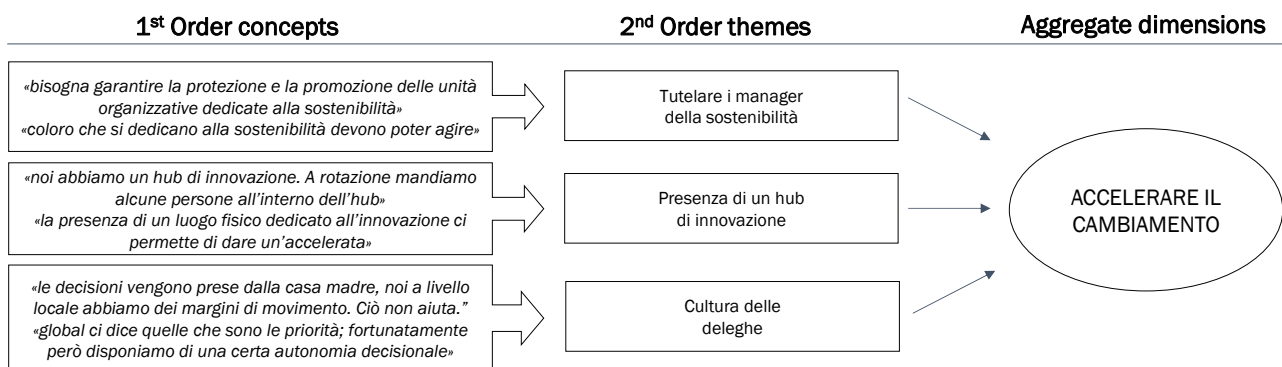 1st Order concepts
2nd Order themes
Aggregate dimensions
«bisogna garantire la protezione e la promozione delle unità
organizzative dedicate alla sostenibilità»
«coloro che si dedicano alla sostenibilità devono poter agire»
Tutelare i manager
della sostenibilità
«noi abbiamo un hub di innovazione. A rotazione mandiamo
alcune persone all’interno dell’hub»
«la presenza di un luogo fisico dedicato all’innovazione ci
permette di dare un’accelerata»
Presenza di un hub
di innovazione
«le decisioni vengono prese dalla casa madre, noi a livello
locale abbiamo dei margini di movimento. Ciò non aiuta.”
«global ci dice quelle che sono le priorità; fortunatamente
però disponiamo di una certa autonomia decisionale»
Cultura delle
deleghe
ACCELERARE IL
CAMBIAMENTO